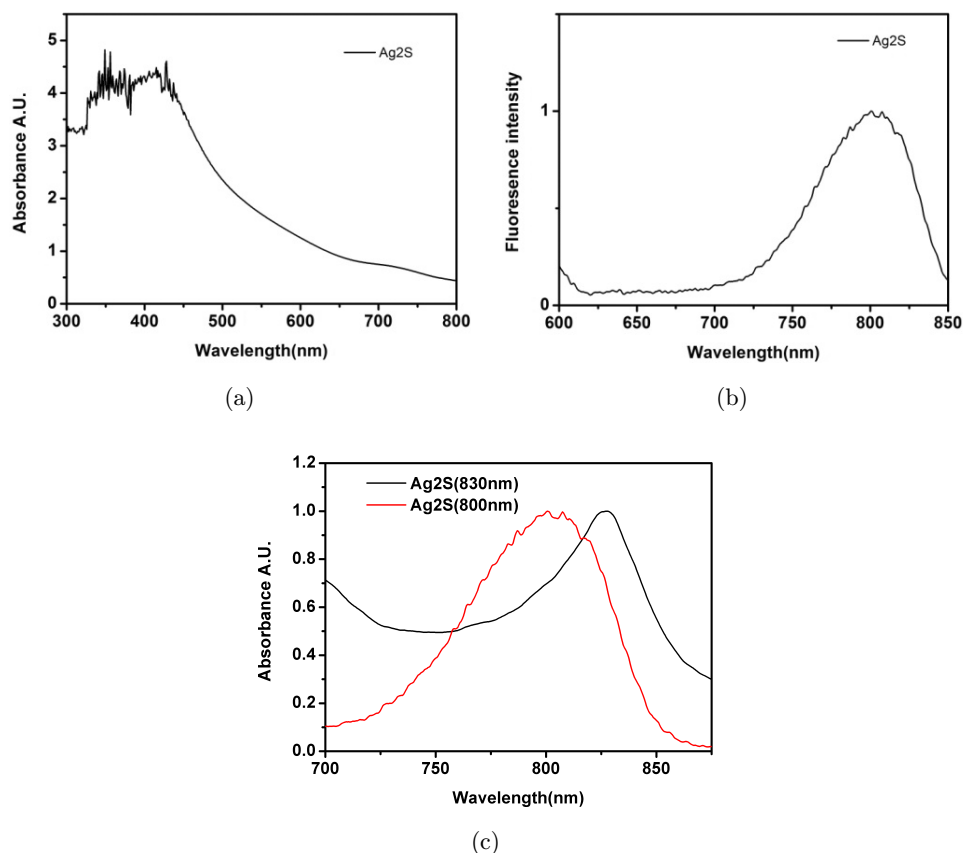 Ag2S
5
4
3
2
1
0
300 400 500 600 700 800
Absorbance A.U.
Wavelength(nm)
(a)
1
Ag2S
1
0
600 650 700 750 800 850
Fluoresence intensity
Wavelength(nm)
(b)
1.2
1.0
0.8
0.6
0.4
0.2
0.0
Ag2S(830nm)
Ag2S(800nm)
700 750 800 850
Absorbance A.U.
Wavelength(nm)
(c)